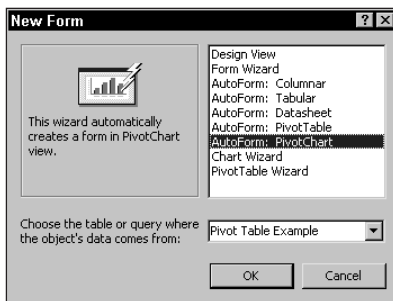 New Form
This wizard automatically
creates a form in PivotChart
view.
Design View
Form Wizard
AutoForm: Columnar
AutoForm: Tabular
AutoForm: Datasheet
AutoForm: PivotTable
AutoForm: PivotChart
Chart Wizard
PivotTable Wizard
Choose the table or query where
the object's data comes from:
Pivot Table Example
OK
Cancel